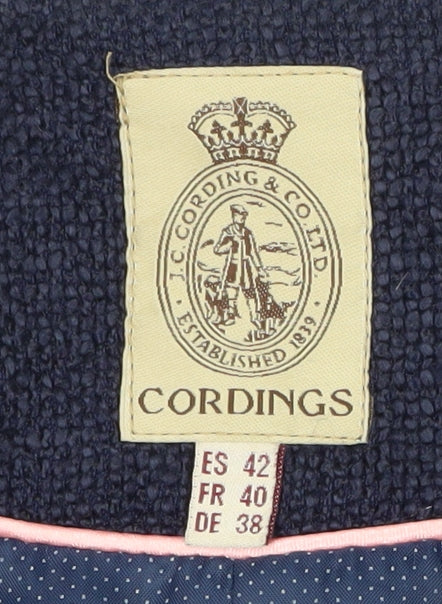 J.C. CORDING & CO. LTD.
· ESTABLISHED 1839 ·
CORDINGS
ES 42
FR 40
DE 38